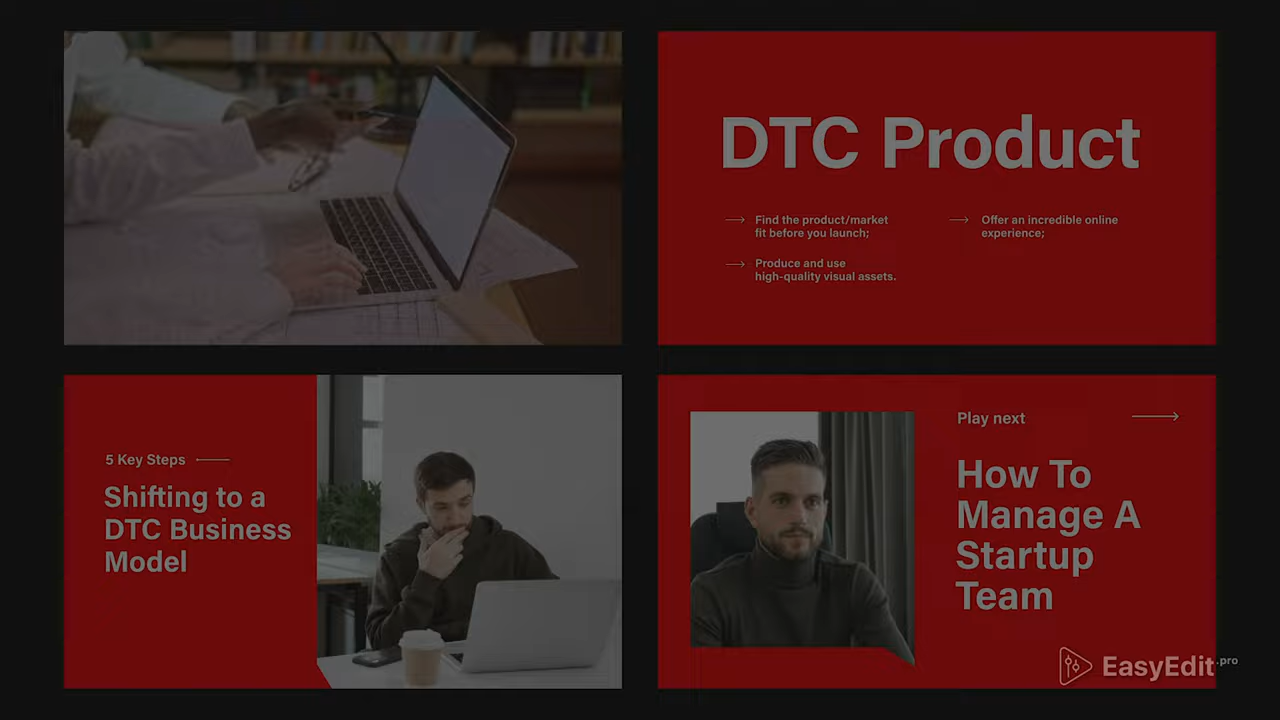 DTC Product
Find the product/market
fit before you launch;
Offer an incredible online
experience;
Produce and use
high-quality visual assets.
5 Key Steps
Shifting to a
DTC Business
Model
Play next
How To
Manage A
Startup
Team
EasyEdit.pro